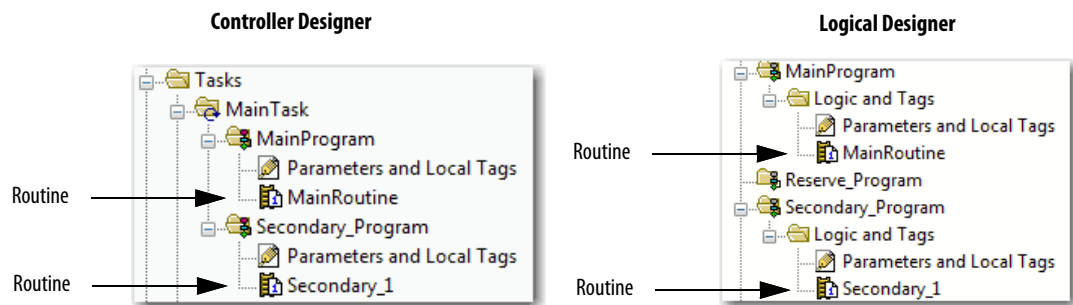 Controller Designer
Tasks
MainTask
MainProgram
Parameters and Local Tags
Routine
MainRoutine
Secondary_Program
Parameters and Local Tags
Routine
Secondary_1
Logical Designer
MainProgram
Logic and Tags
Parameters and Local Tags
Routine
MainRoutine
Reserve_Program
Secondary_Program
Logic and Tags
Parameters and Local Tags
Routine
Secondary_1